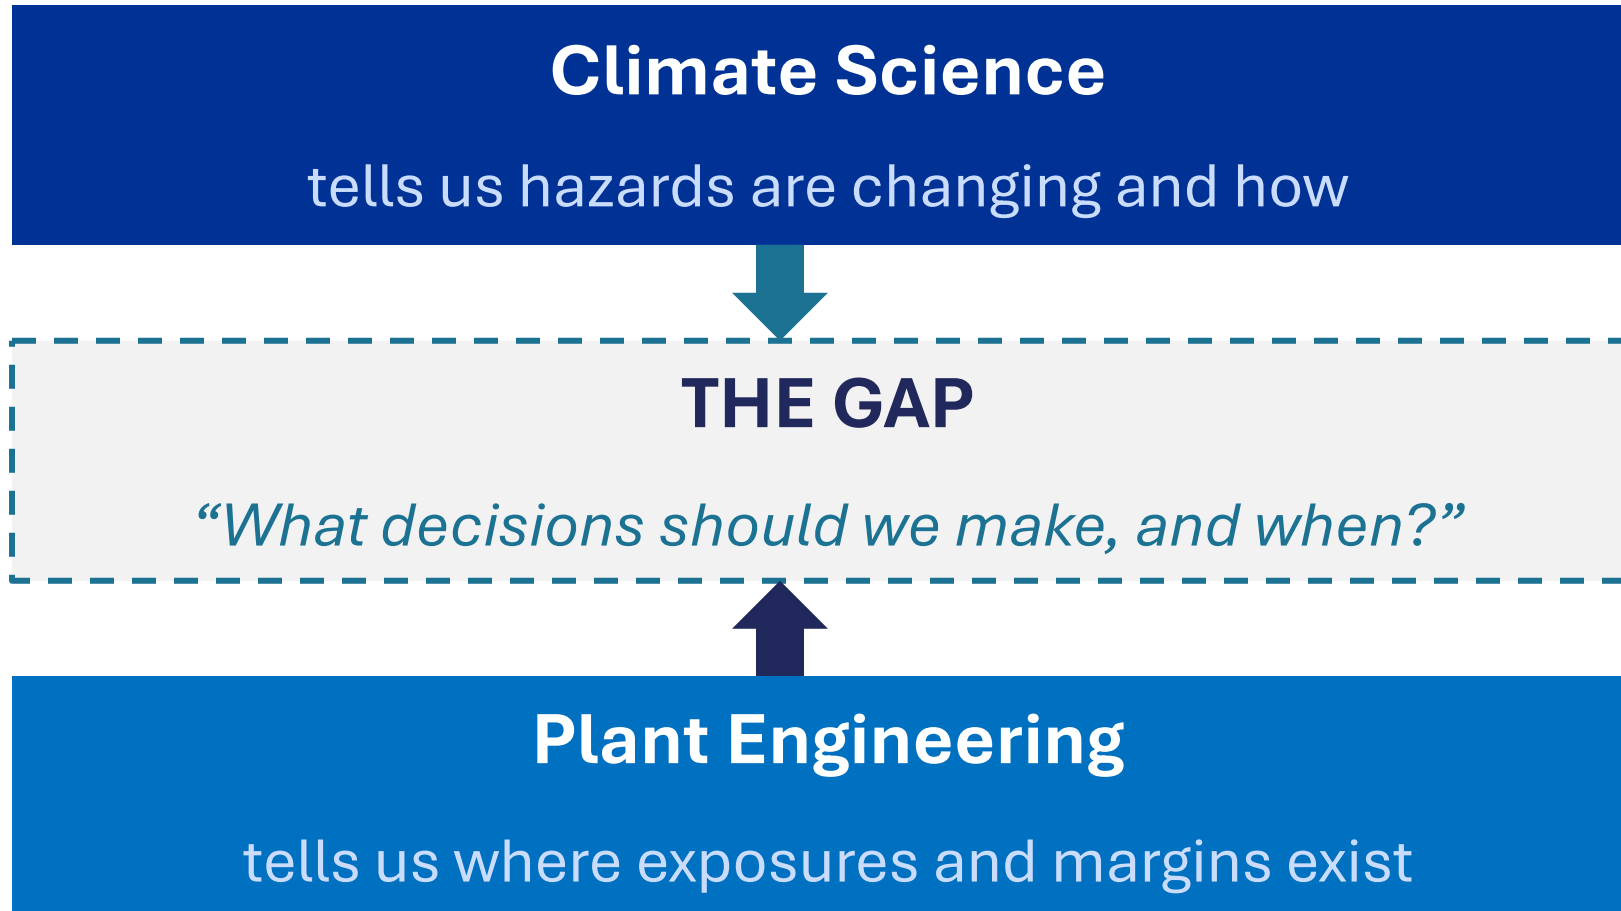 Climate Science
tells us hazards are changing and how
THE GAP
“What decisions should we make, and when?”
Plant Engineering
tells us where exposures and margins exist